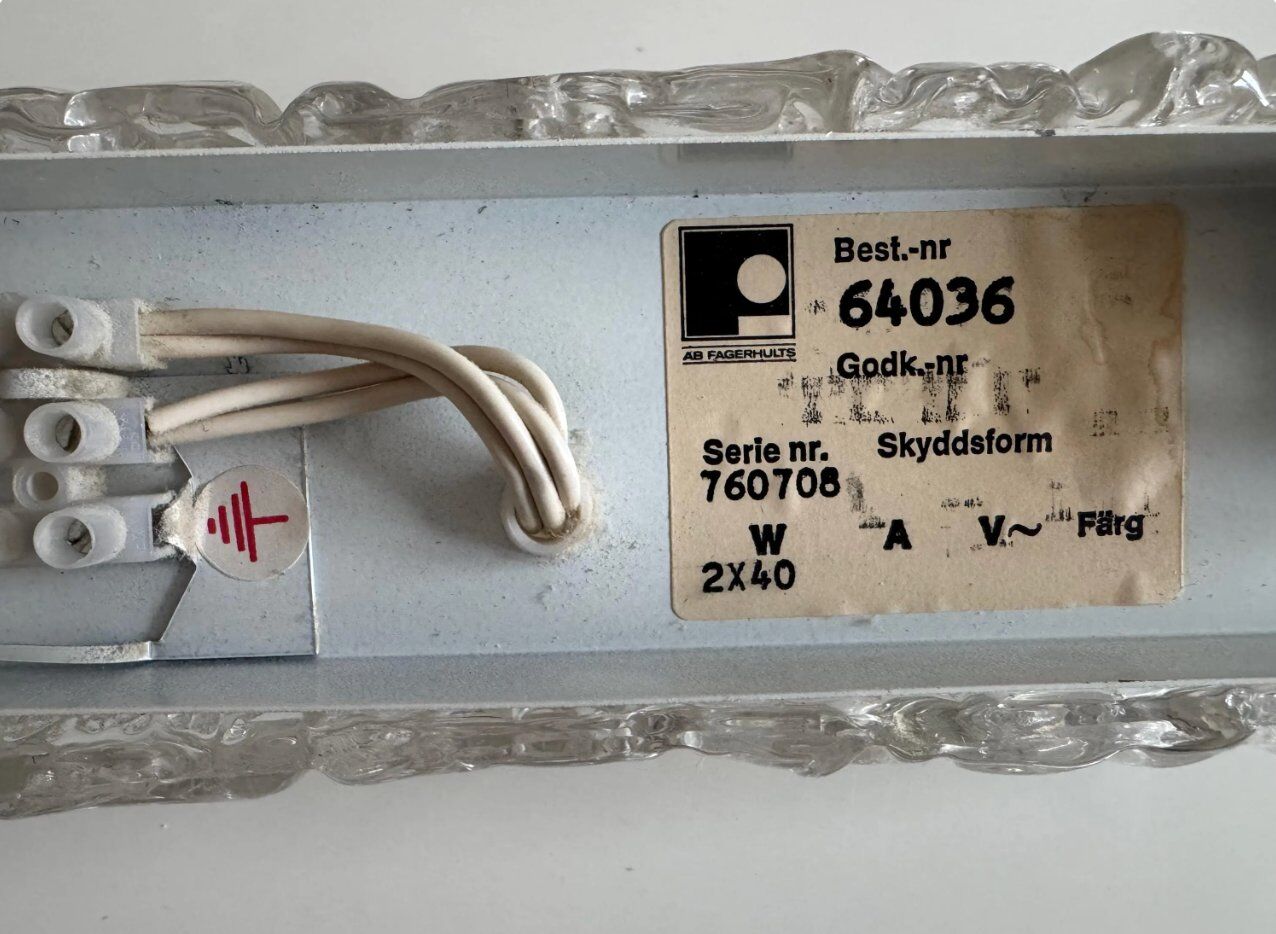 Best.-nr
64036
AB FAGERHULTS
Godk.-nr
Serie nr. Skyddsform
760708
W A V~ Färg
2X40